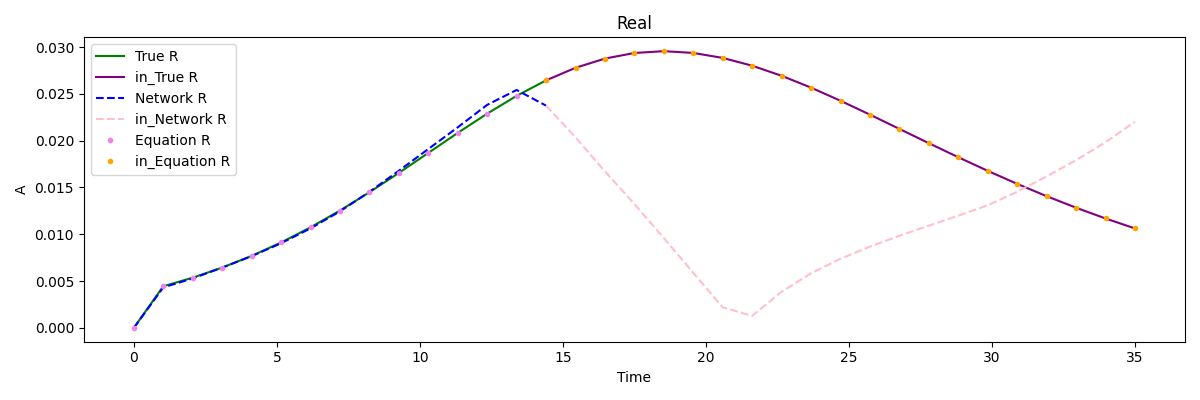 Real
True R
in_True R
Network R
in_Network R
Equation R
in_Equation R
A
0.030
0.025
0.020
0.015
0.010
0.005
0.000
0 5 10 15 20 25 30 35
Time